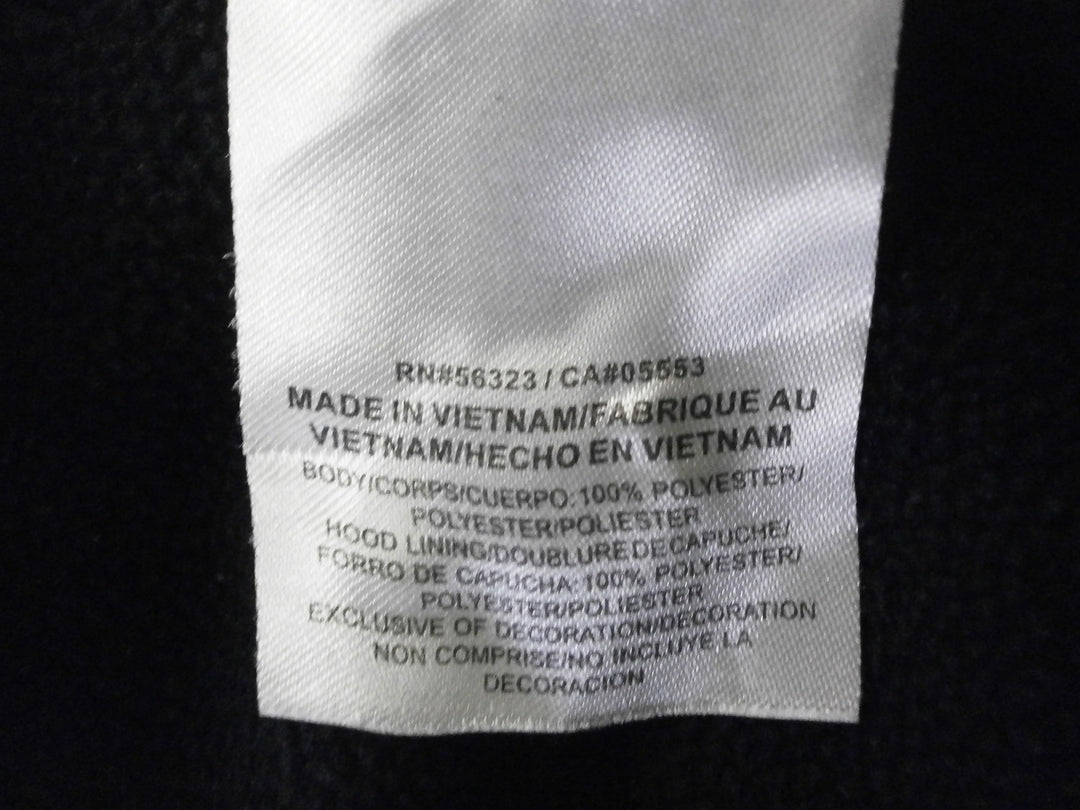 RN#56323 / CA#05553
MADE IN VIETNAM/FABRIQUE AU
VIETNAM/HECHO EN VIETNAM
BODY/CORPS/CUERPO:100% POLYESTER/
POLYESTER/POLIESTER
HOOD LINING/DOUBLURE DE CAPUCHE/
FORRO DE CAPUCHA:100% POLYESTER/
POLYESTER/POLIESTER
EXCLUSIVE OF DECORATION/DECORATION
NON COMPRISE/NO INCLUYE LA
DECORACION